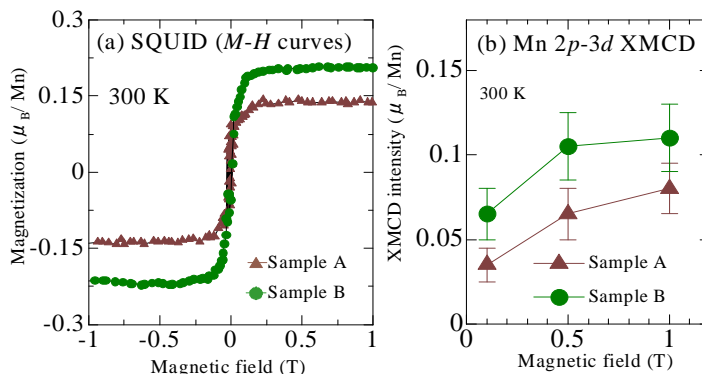 (a) SQUID (M-H curves)
300 K
Magnetization (μB/ Mn)
0.3
0.15
0
-0.15
-0.3
Sample A
Sample B
-1
-0.5
0
0.5
1
Magnetic field (T)
(b) Mn 2p-3d XMCD
300 K
XMCD intensity (μB/ Mn)
0.15
0.1
0.05
0
Sample A
Sample B
0
0.5
1
Magnetic field (T)